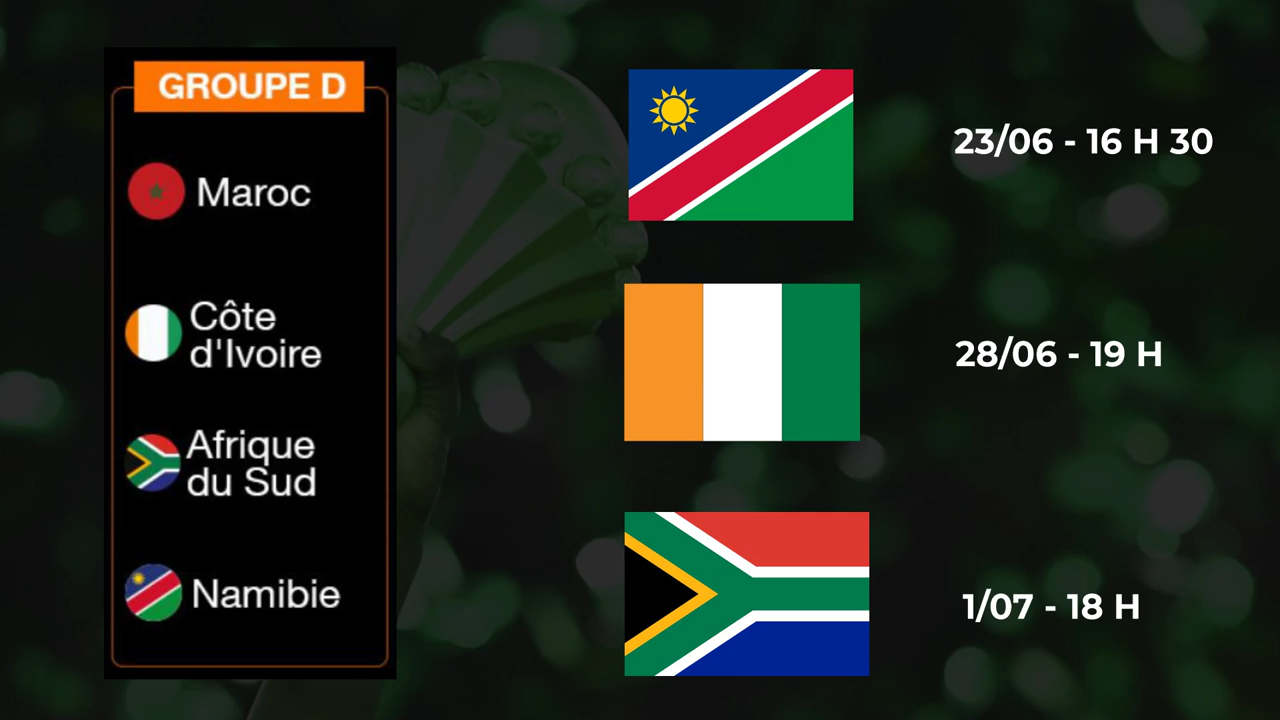 GROUPE D
Maroc
Côte
d'Ivoire
Afrique
du Sud
Namibie
23/06 - 16 H 30
28/06 - 19 H
1/07 - 18 H